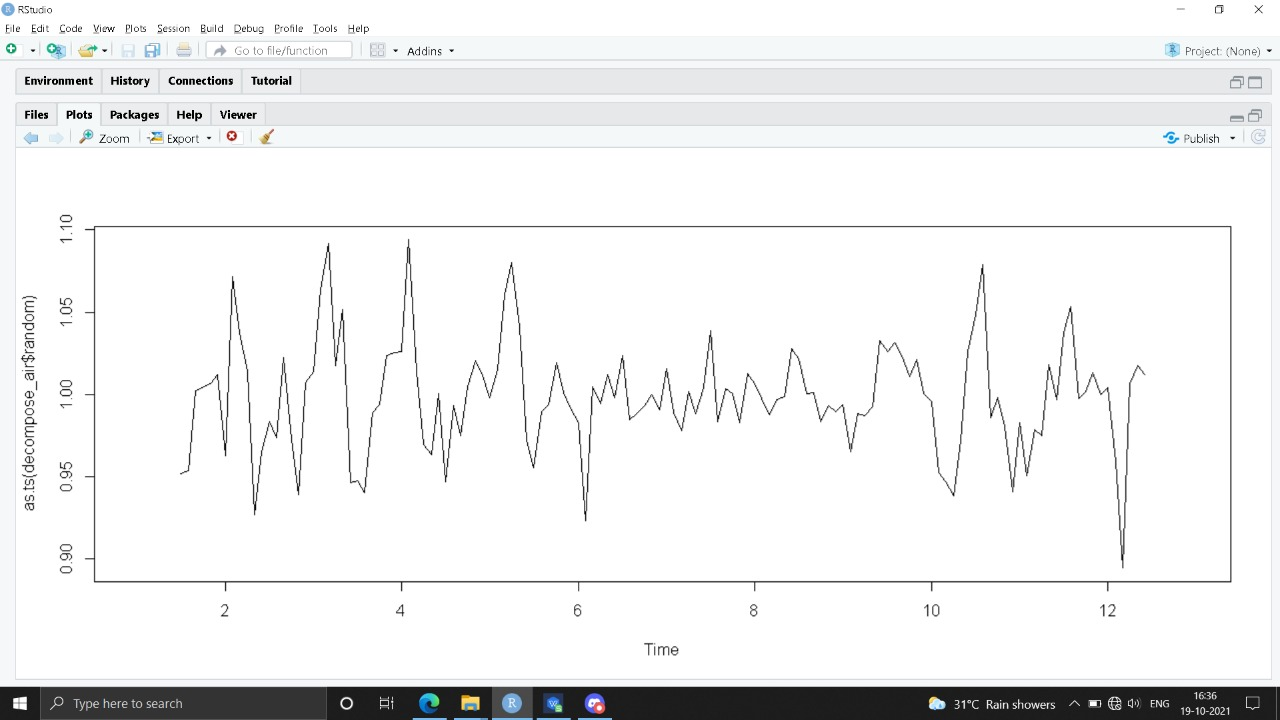 RStudio
File Edit Code View Plots Session Build Debug Profile Tools Help
Go to file/function Addins Project: (None)
Environment History Connections Tutorial
Files Plots Packages Help Viewer
Zoom Export Publish
as.ts(decompose_air$random)
1.10
1.05
1.00
0.95
0.90
2 4 6 8 10 12
Time
Type here to search
31°C Rain showers ENG
16:36
19-10-2021